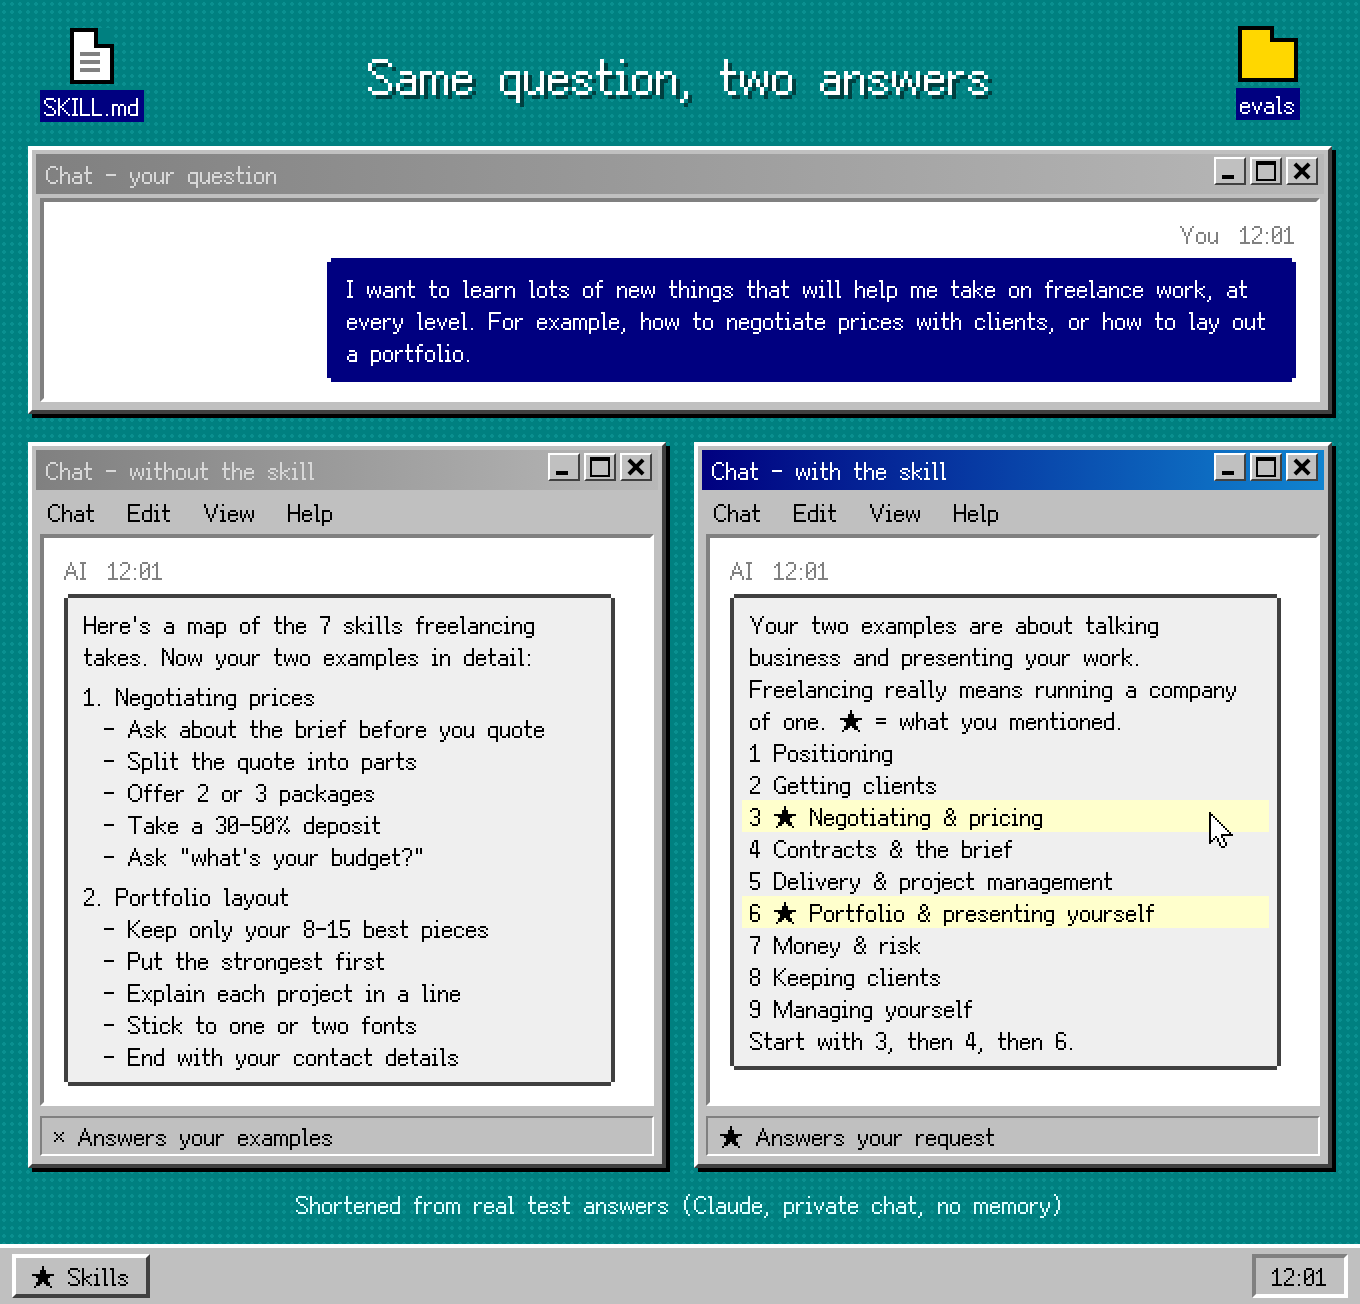 SKILL.md
Same question, two answers
evals
Chat - your question
You 12:01
I want to learn lots of new things that will help me take on freelance work, at
every level. For example, how to negotiate prices with clients, or how to lay out
a portfolio.
Chat - without the skill
Chat Edit View Help
AI 12:01
Here's a map of the 7 skills freelancing
takes. Now your two examples in detail:
1. Negotiating prices
- Ask about the brief before you quote
- Split the quote into parts
- Offer 2 or 3 packages
- Take a 30-50% deposit
- Ask "what's your budget?"
2. Portfolio layout
- Keep only your 8-15 best pieces
- Put the strongest first
- Explain each project in a line
- Stick to one or two fonts
- End with your contact details
× Answers your examples
Chat - with the skill
Chat Edit View Help
AI 12:01
Your two examples are about talking
business and presenting your work.
Freelancing really means running a company
of one. ★ = what you mentioned.
1 Positioning
2 Getting clients
3 ★ Negotiating & pricing
4 Contracts & the brief
5 Delivery & project management
6 ★ Portfolio & presenting yourself
7 Money & risk
8 Keeping clients
9 Managing yourself
Start with 3, then 4, then 6.
★ Answers your request
Shortened from real test answers (Claude, private chat, no memory)
★ Skills
12:01